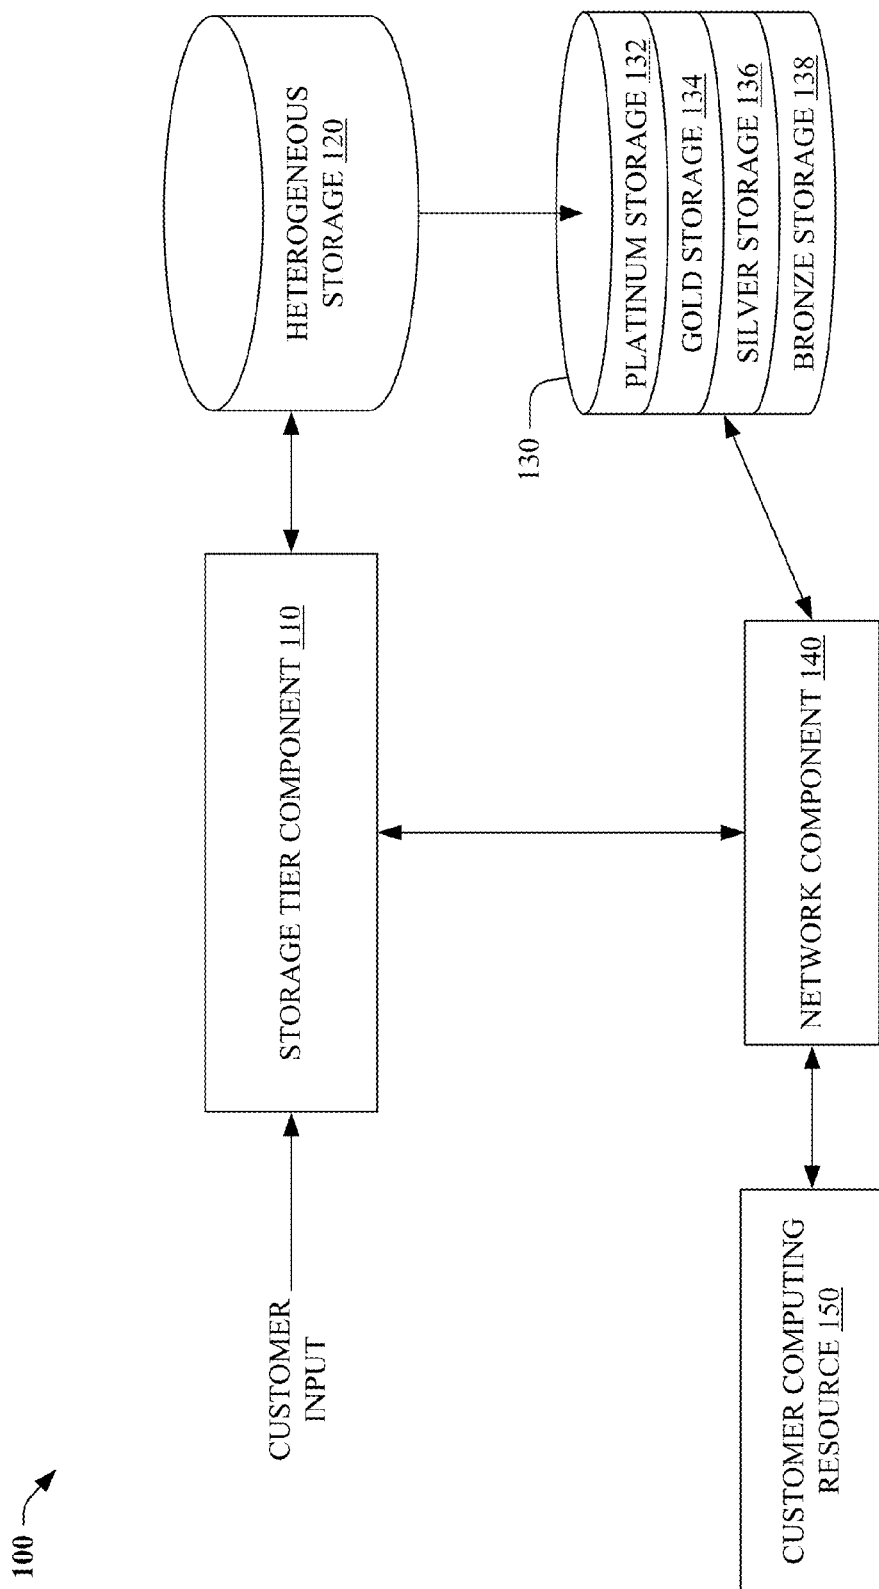 100
CUSTOMER
INPUT
STORAGE TIER COMPONENT 110
HETEROGENEOUS
STORAGE 120
130
PLATINUM STORAGE 132
GOLD STORAGE 134
SILVER STORAGE 136
BRONZE STORAGE 138
CUSTOMER COMPUTING
RESOURCE 150
NETWORK COMPONENT 140